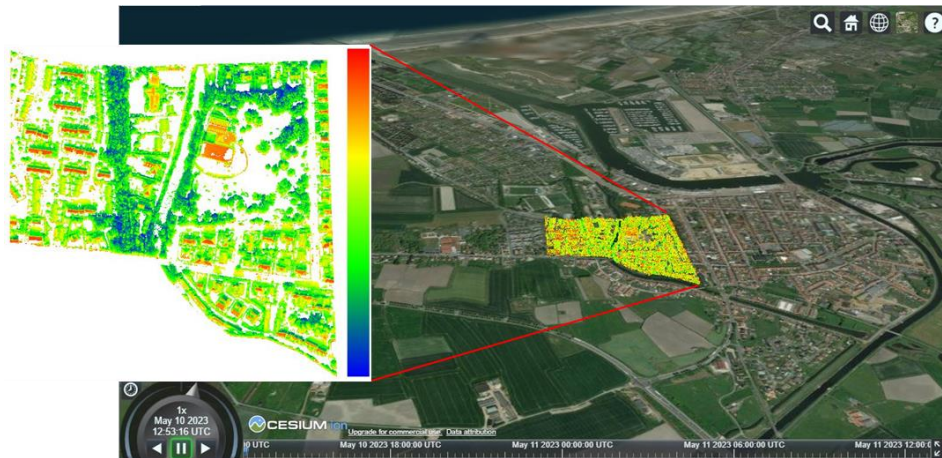 ?
1x
May 10 2023
12:53:16 UTC
CESIUM ion
Upgrade for commercial use. Data attribution
0 UTC
May 10 2023 18:00:00 UTC
May 11 2023 00:00:00 UTC
May 11 2023 06:00:00 UTC
May 11 2023 12:00:0